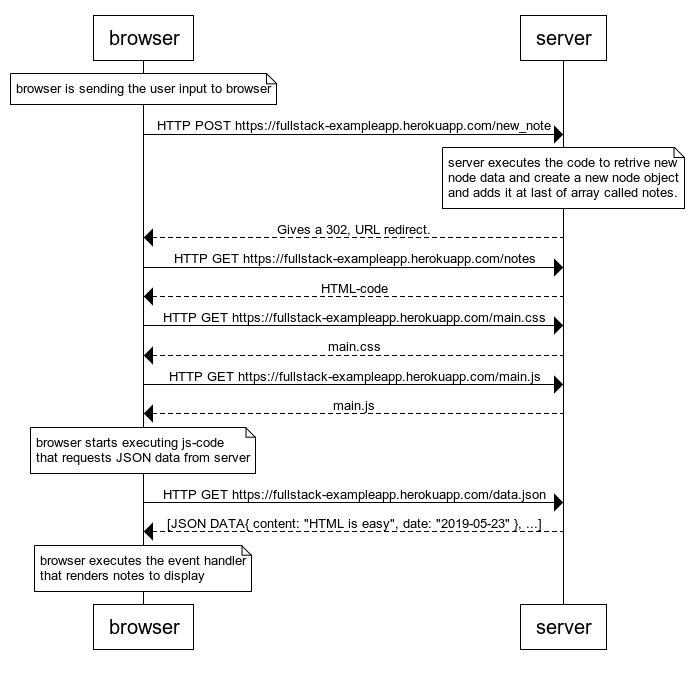 browser
server
browser is sending the user input to browser
HTTP POST https://fullstack-exampleapp.herokuapp.com/new_note
server executes the code to retrive new
node data and create a new node object
and adds it at last of array called notes.
Gives a 302, URL redirect.
HTTP GET https://fullstack-exampleapp.herokuapp.com/notes
HTML-code
HTTP GET https://fullstack-exampleapp.herokuapp.com/main.css
main.css
HTTP GET https://fullstack-exampleapp.herokuapp.com/main.js
main.js
browser starts executing js-code
that requests JSON data from server
HTTP GET https://fullstack-exampleapp.herokuapp.com/data.json
[JSON DATA{ content: "HTML is easy", date: "2019-05-23" }, ...]
browser executes the event handler
that renders notes to display
browser
server